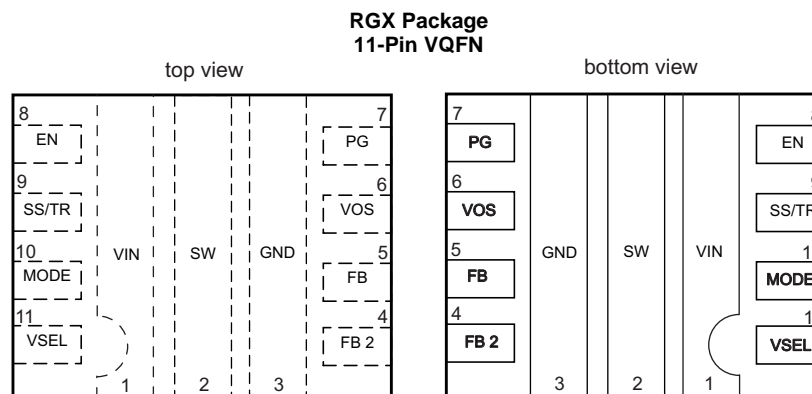 RGX Package
11-Pin VQFN
top view
bottom view
8
EN
9
SS/TR
10
MODE
11
VSEL
VIN
SW
GND
7
PG
6
VOS
5
FB
4
FB 2
1
2
3
7
PG
6
VOS
5
FB
4
FB 2
GND
SW
VIN
EN
SS/TR
1
MODE
1
VSEL
3
2
1